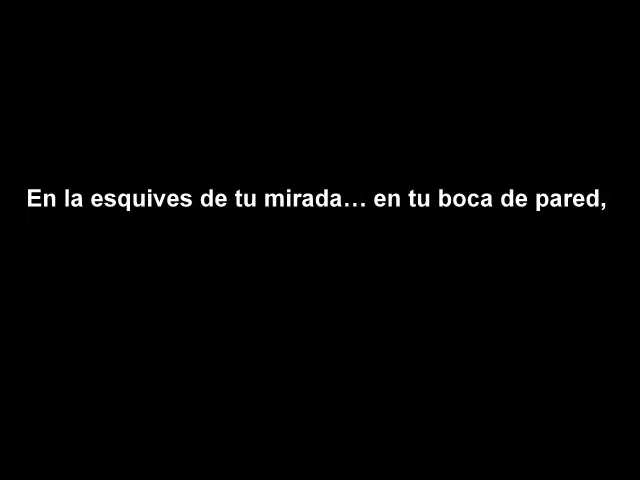 En la esquives de tu mirada… en tu boca de pared,